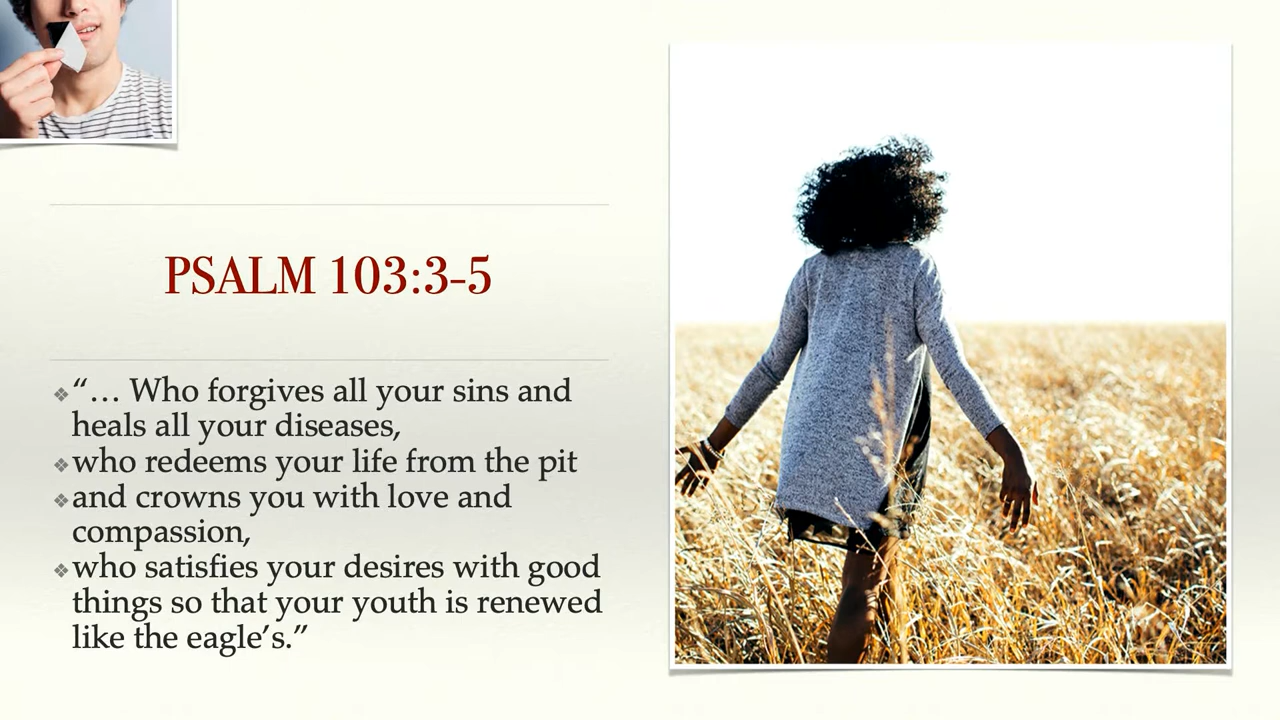 PSALM 103:3-5
❖“… Who forgives all your sins and
heals all your diseases,
❖who redeems your life from the pit
❖and crowns you with love and
compassion,
❖who satisfies your desires with good
things so that your youth is renewed
like the eagle’s.”